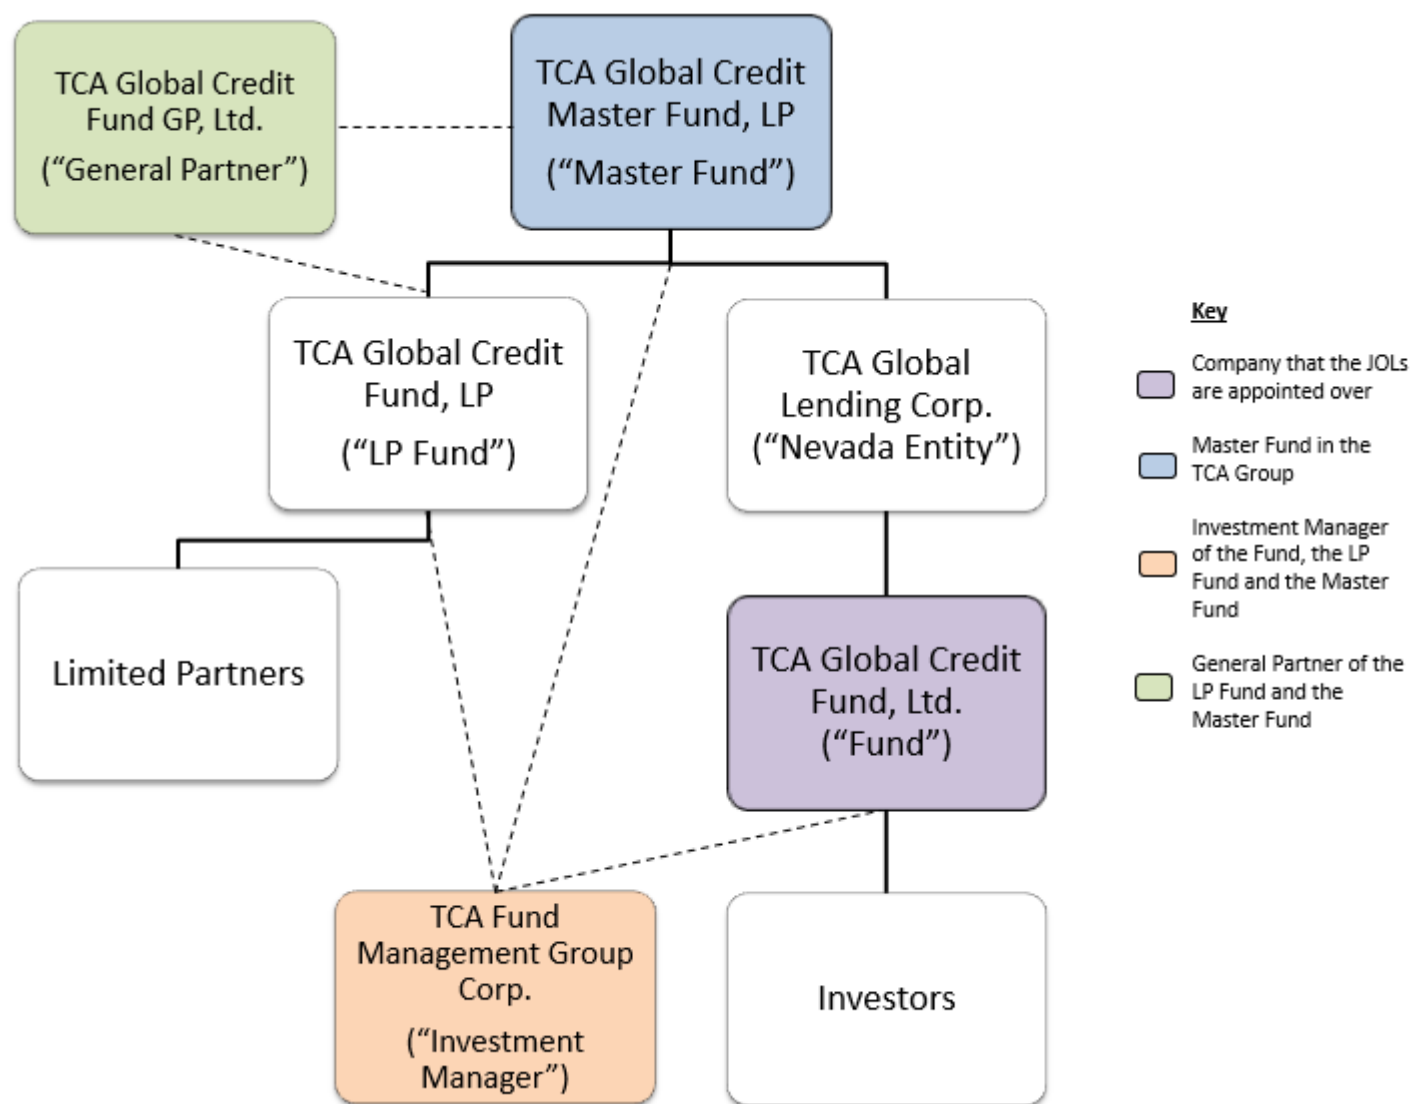 TCA Global Credit
Fund GP, Ltd.
(“General Partner”)
TCA Global Credit
Master Fund, LP
(“Master Fund”)
TCA Global Credit
Fund, LP
(“LP Fund”)
TCA Global
Lending Corp.
(“Nevada Entity”)
Limited Partners
TCA Global Credit
Fund, Ltd.
(“Fund”)
TCA Fund
Management Group
Corp.
(“Investment
Manager”)
Investors
Key
Company that the JOLs
are appointed over
Master Fund in the
TCA Group
Investment Manager
of the Fund, the LP
Fund and the Master
Fund
General Partner of the
LP Fund and the
Master Fund